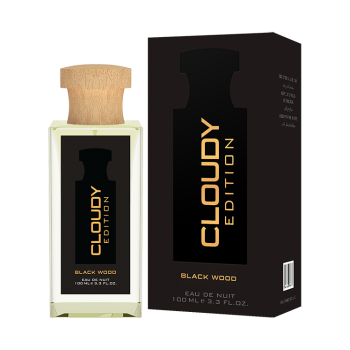 CLOUDY
EDITION
BLACK WOOD
EAU DE NUIT
100 ML ℮ 3.3 FL.OZ.
CLOUDY
EDITION
BLACK WOOD
EAU DE NUIT
100 ML ℮ 3.3 FL.OZ.